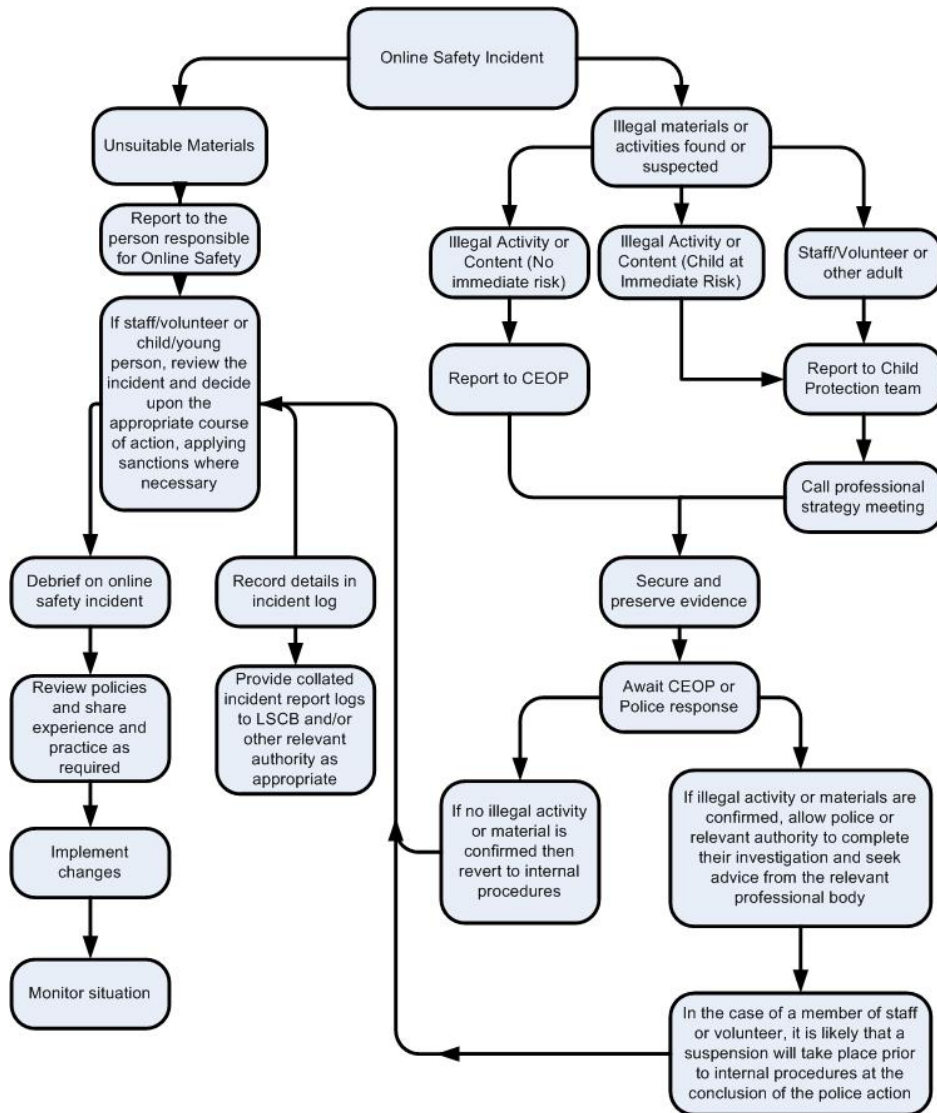 Online Safety Incident
Unsuitable Materials
Report to the
person responsible
for Online Safety
If staff/volunteer or
child/young
person, review the
incident and decide
upon the
appropriate course
of action, applying
sanctions where
necessary
Debrief on online
safety incident
Review policies
and share
experience and
practice as
required
Implement
changes
Monitor situation
Record details in
incident log
Provide collated
incident report logs
to LSCB and/or
other relevant
authority as
appropriate
Illegal materials or
activities found or
suspected
Illegal Activity or
Content (No
immediate risk)
Illegal Activity or
Content (Child at
Immediate Risk)
Staff/Volunteer or
other adult
Report to CEOP
Report to Child
Protection team
Call professional
strategy meeting
Secure and
preserve evidence
Await CEOP or
Police response
If no illegal activity
or material is
confirmed then
revert to internal
procedures
If illegal activity or materials are
confirmed, allow police or
relevant authority to complete
their investigation and seek
advice from the relevant
professional body
In the case of a member of staff
or volunteer, it is likely that a
suspension will take place prior
to internal procedures at the
conclusion of the police action